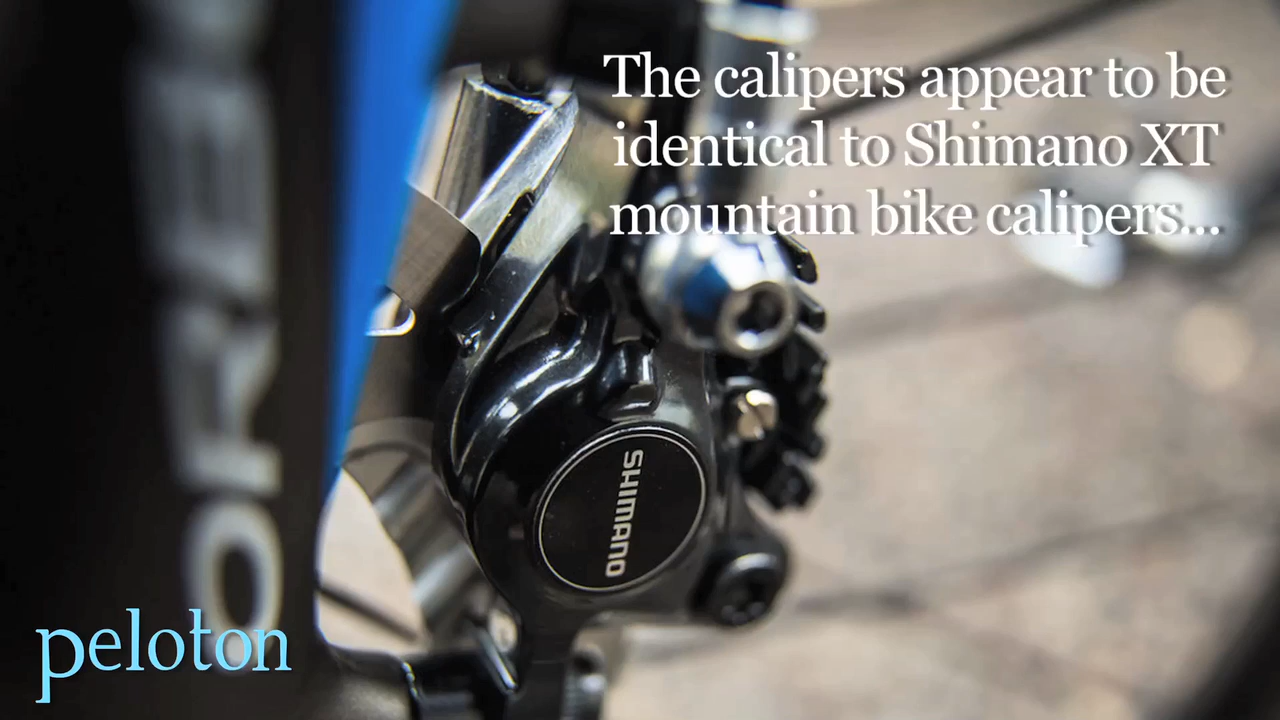 The calipers appear to be
identical to Shimano XT
mountain bike calipers...
SHIMANO
peloton